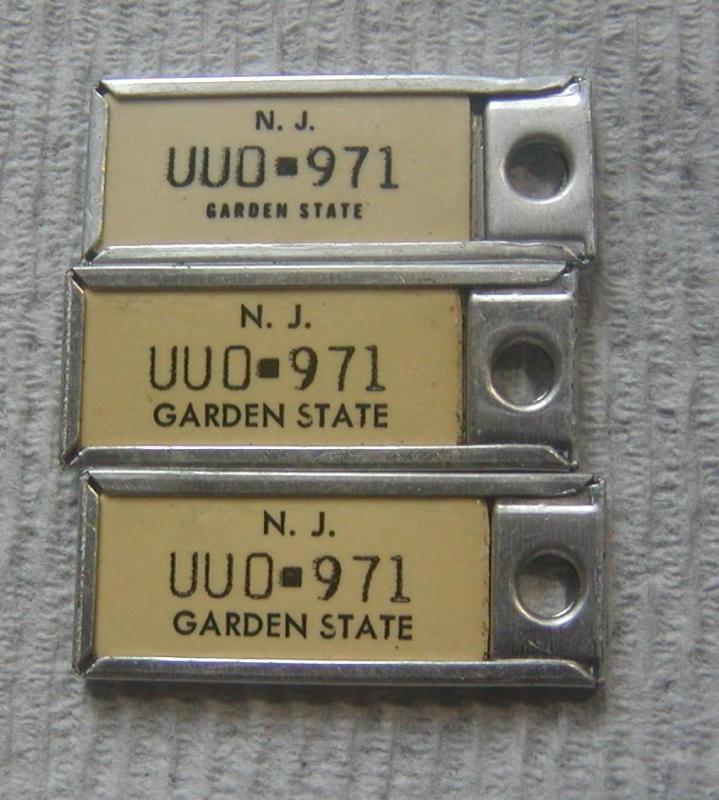 N. J.
UUO▪971
GARDEN STATE
N. J.
UUO▪971
GARDEN STATE
N. J.
UUO▪971
GARDEN STATE